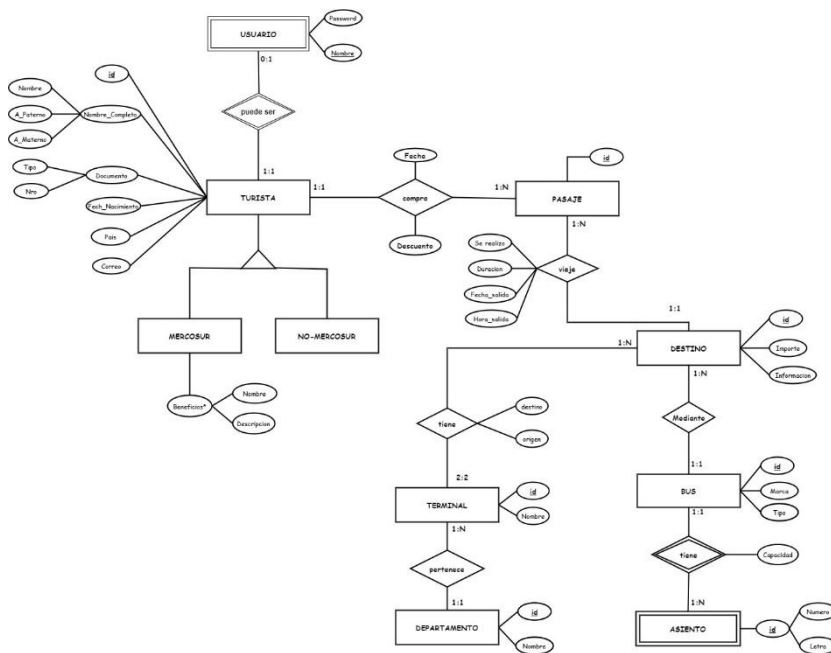 Password
USUARIO
Nombre
0:1
id
Nombre
puede ser
A_Paterno
Nombre_Completo
A_Materno
Fecha
id
Tipo
1:1
1:1
1:N
Documento
Nro
TURISTA
compra
PASAJE
Fech_Nacimiento
1:N
Pais
Se realiza
Descuento
Duracion
viaje
Correo
Fecha_salida
1:1
id
Hora_salida
MERCOSUR
NO-MERCOSUR
1:N
DESTINO
Importe
1:N
Informacion
Nombre
Beneficios*
destino
Descripcion
tiene
Mediante
origen
2:2
1:1
id
id
TERMINAL
BUS
Marca
Nombre
1:N
1:1
Tipo
pertenece
tiene
Capacidad
1:1
1:N
id
Numero
DEPARTAMENTO
ASIENTO
id
Nombre
Letra